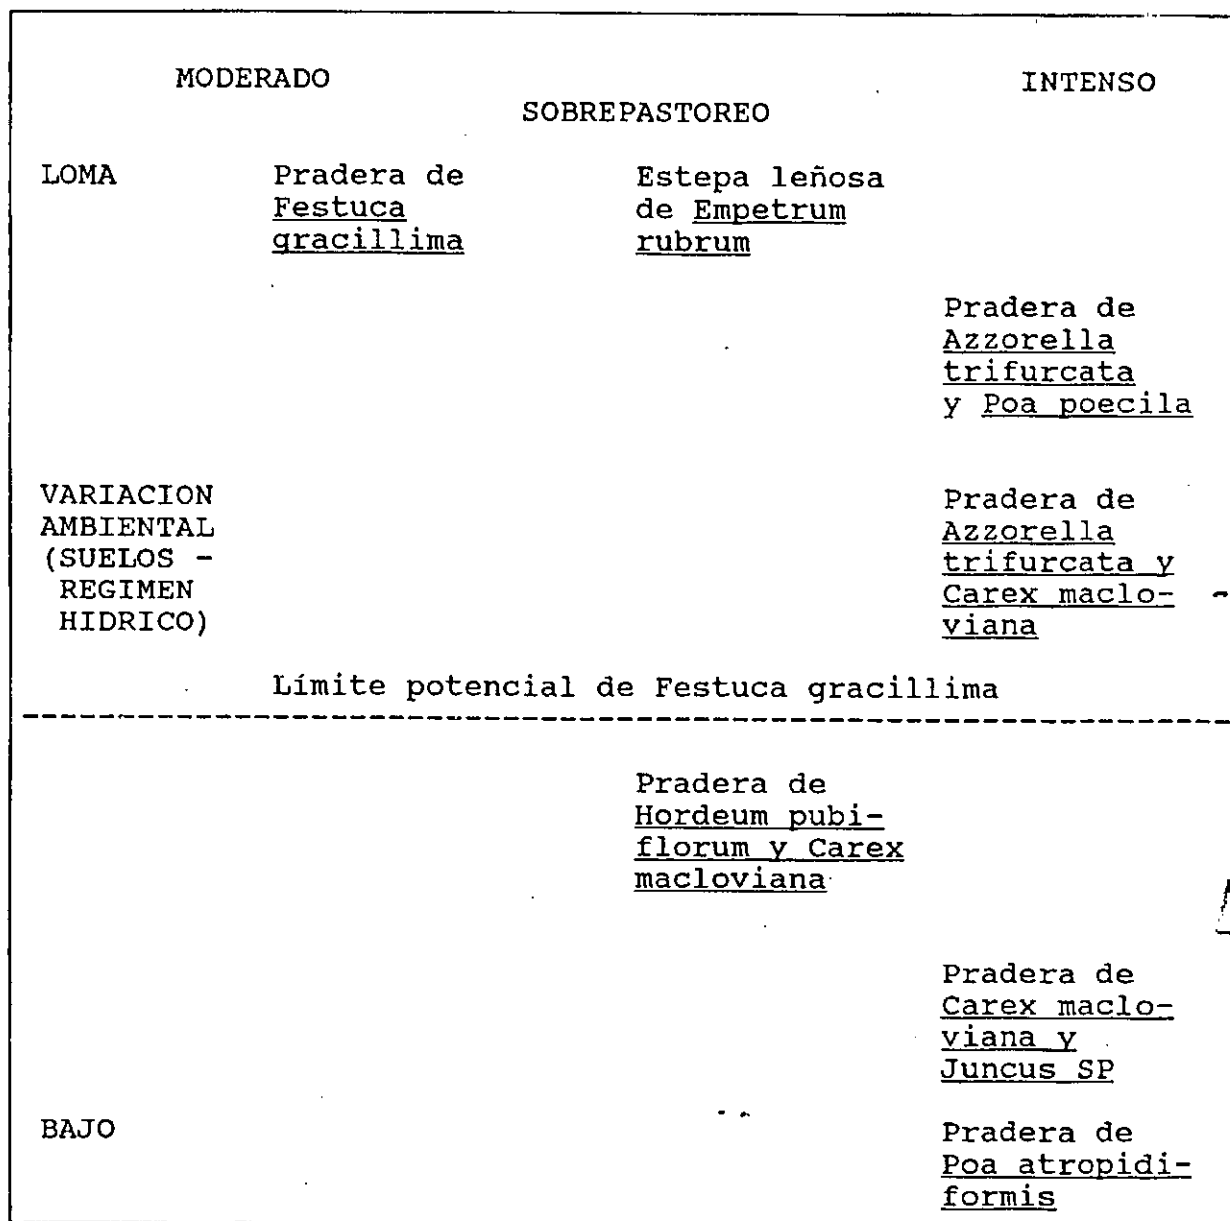 MODERADO INTENSO
SOBREPASTOREO
LOMA Pradera de Estepa leñosa
Festuca de Empetrum
gracillima rubrum
Pradera de
Azzorella
trifurcata
y Poa poecila
VARIACION Pradera de
AMBIENTAL Azzorella
(SUELOS - trifurcata y
REGIMEN Carex maclo-
HIDRICO) viana
Límite potencial de Festuca gracillima
Pradera de
Hordeum pubi-
florum y Carex
macloviana
Pradera de
Carex maclo-
viana y
Juncus SP
BAJO Pradera de
Poa atropidi-
formis